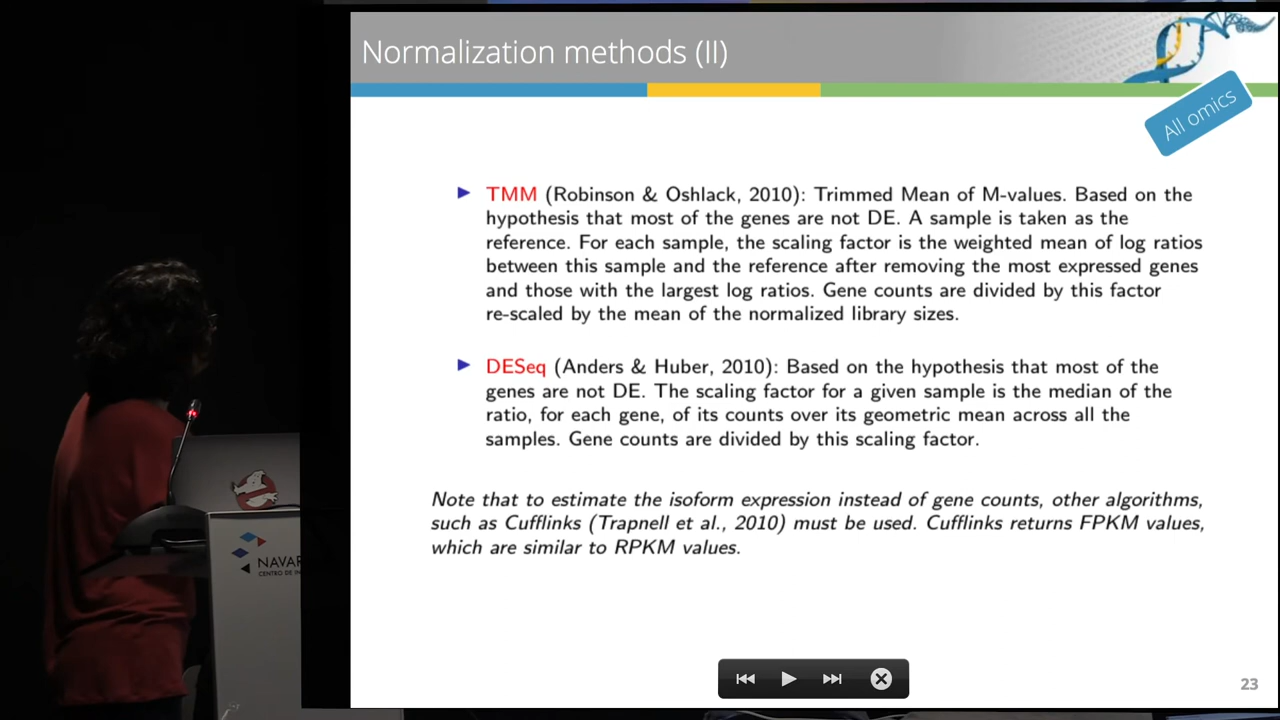 Normalization methods (II)
All omics
TMM (Robinson & Oshlack, 2010): Trimmed Mean of M-values. Based on the
hypothesis that most of the genes are not DE. A sample is taken as the
reference. For each sample, the scaling factor is the weighted mean of log ratios
between this sample and the reference after removing the most expressed genes
and those with the largest log ratios. Gene counts are divided by this factor
re-scaled by the mean of the normalized library sizes.
DESeq (Anders & Huber, 2010): Based on the hypothesis that most of the
genes are not DE. The scaling factor for a given sample is the median of the
ratio, for each gene, of its counts over its geometric mean across all the
samples. Gene counts are divided by this scaling factor.
Note that to estimate the isoform expression instead of gene counts, other algorithms,
such as Cufflinks (Trapnell et al., 2010) must be used. Cufflinks returns FPKM values,
which are similar to RPKM values.
NAVAR
CENTRO DE IN
23